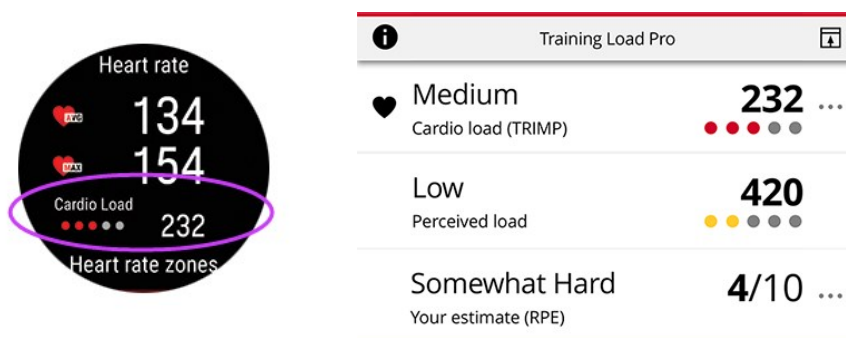 Heart rate
AVG 134
MAX 154
Cardio Load
232
Heart rate zones
Training Load Pro
Medium 232
Cardio load (TRIMP)
Low 420
Perceived load
Somewhat Hard 4/10
Your estimate (RPE)